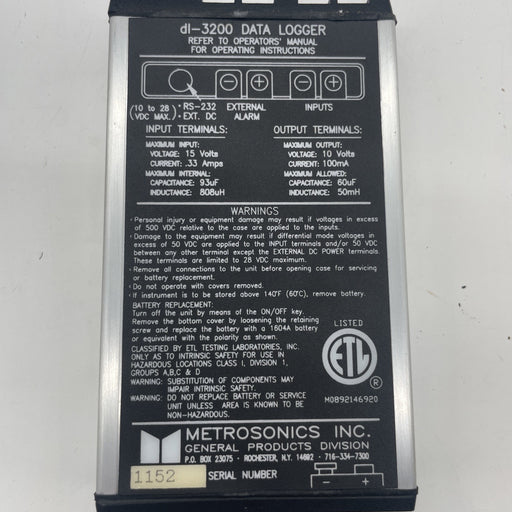 dl-3200 DATA LOGGER
REFER TO OPERATORS' MANUAL
FOR OPERATING INSTRUCTIONS
- + - +
(10 to 28 VDC MAX.) • RS-232 • EXT. DC
EXTERNAL ALARM
INPUTS
INPUT TERMINALS:
MAXIMUM INPUT:
VOLTAGE: 15 Volts
CURRENT: .33 Amps
MAXIMUM INTERNAL:
CAPACITANCE: 93uF
INDUCTANCE: 808uH
OUTPUT TERMINALS:
MAXIMUM OUTPUT:
VOLTAGE: 10 Volts
CURRENT: 100mA
MAXIMUM ALLOWED:
CAPACITANCE: 60uF
INDUCTANCE: 50mH
WARNINGS
• Personal injury or equipment damage may result if voltages in excess
of 500 VDC relative to the case are applied to the inputs.
• Damage to the equipment may result if differential mode voltages in
excess of 50 VDC are applied to the INPUT terminals and/or 50 VDC
between any other terminal except the EXTERNAL DC POWER terminals.
These terminals are limited to 28 VDC maximum.
• Remove all connections to the unit before opening case for servicing
or battery replacement.
• Do not operate with covers removed.
• If instrument is to be stored above 140°F (60°C), remove battery.
BATTERY REPLACEMENT:
Turn off the unit by means of the ON/OFF key.
Remove the bottom cover by loosening the retaining
screw and replace the battery with a 1604A battery
or equivalent with the polarity as shown.
CLASSIFIED BY ETL TESTING LABORATORIES, INC.
ONLY AS TO INTRINSIC SAFETY FOR USE IN
HAZARDOUS LOCATIONS CLASS I, DIVISION 1,
GROUPS A,B,C & D
WARNING: SUBSTITUTION OF COMPONENTS MAY
IMPAIR INTRINSIC SAFETY.
WARNING: DO NOT REPLACE BATTERY OR SERVICE
UNIT UNLESS AREA IS KNOWN TO BE
NON-HAZARDOUS.
LISTED
ETL
®
M0892146920
METROSONICS INC.
GENERAL PRODUCTS DIVISION
P.O. BOX 23075 - ROCHESTER, N.Y. 14692 - 716-334-7300
1152 SERIAL NUMBER
- +